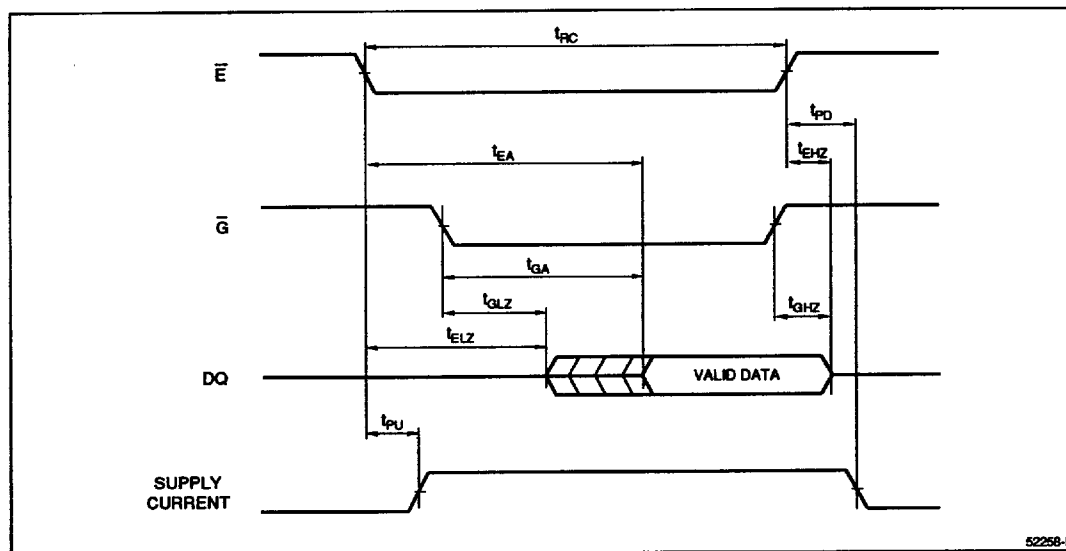 tRC
E̅
tPD
tEA
tEHZ
G̅
tGA
tGLZ
tGHZ
tELZ
DQ
VALID DATA
tPU
SUPPLY
CURRENT